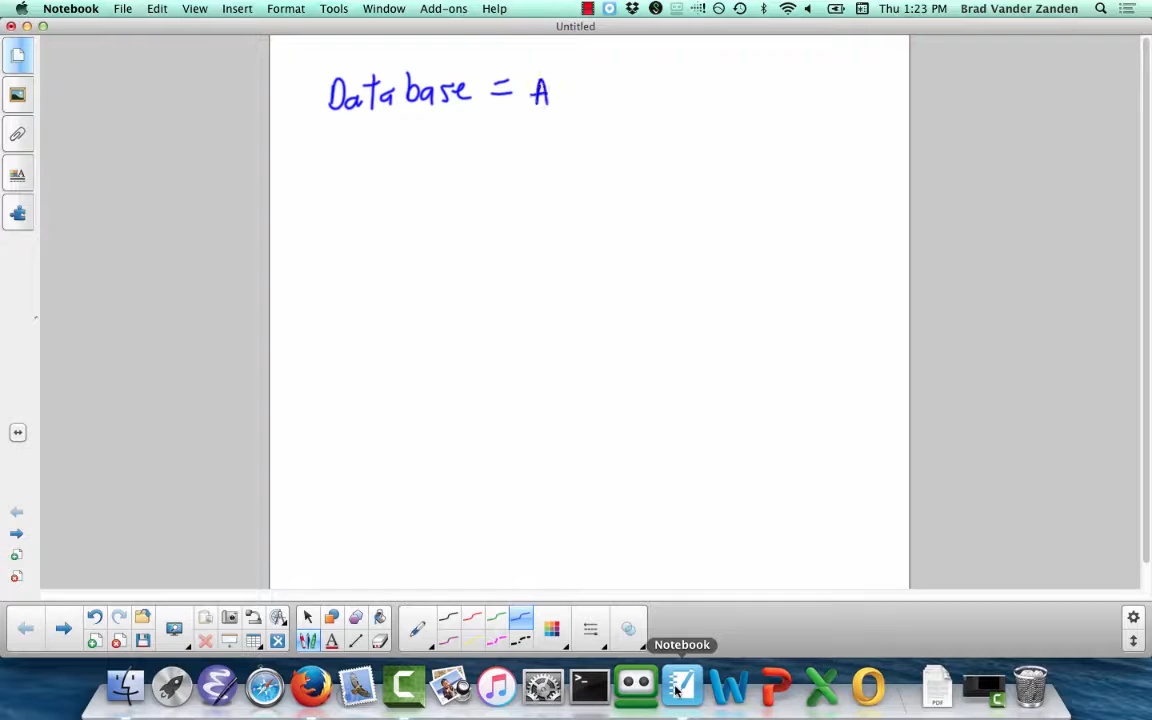 Notebook File Edit View Insert Format Tools Window Add-ons Help Thu 1:23 PM Brad Vander Zanden
Untitled
Database = A
Notebook
PDF